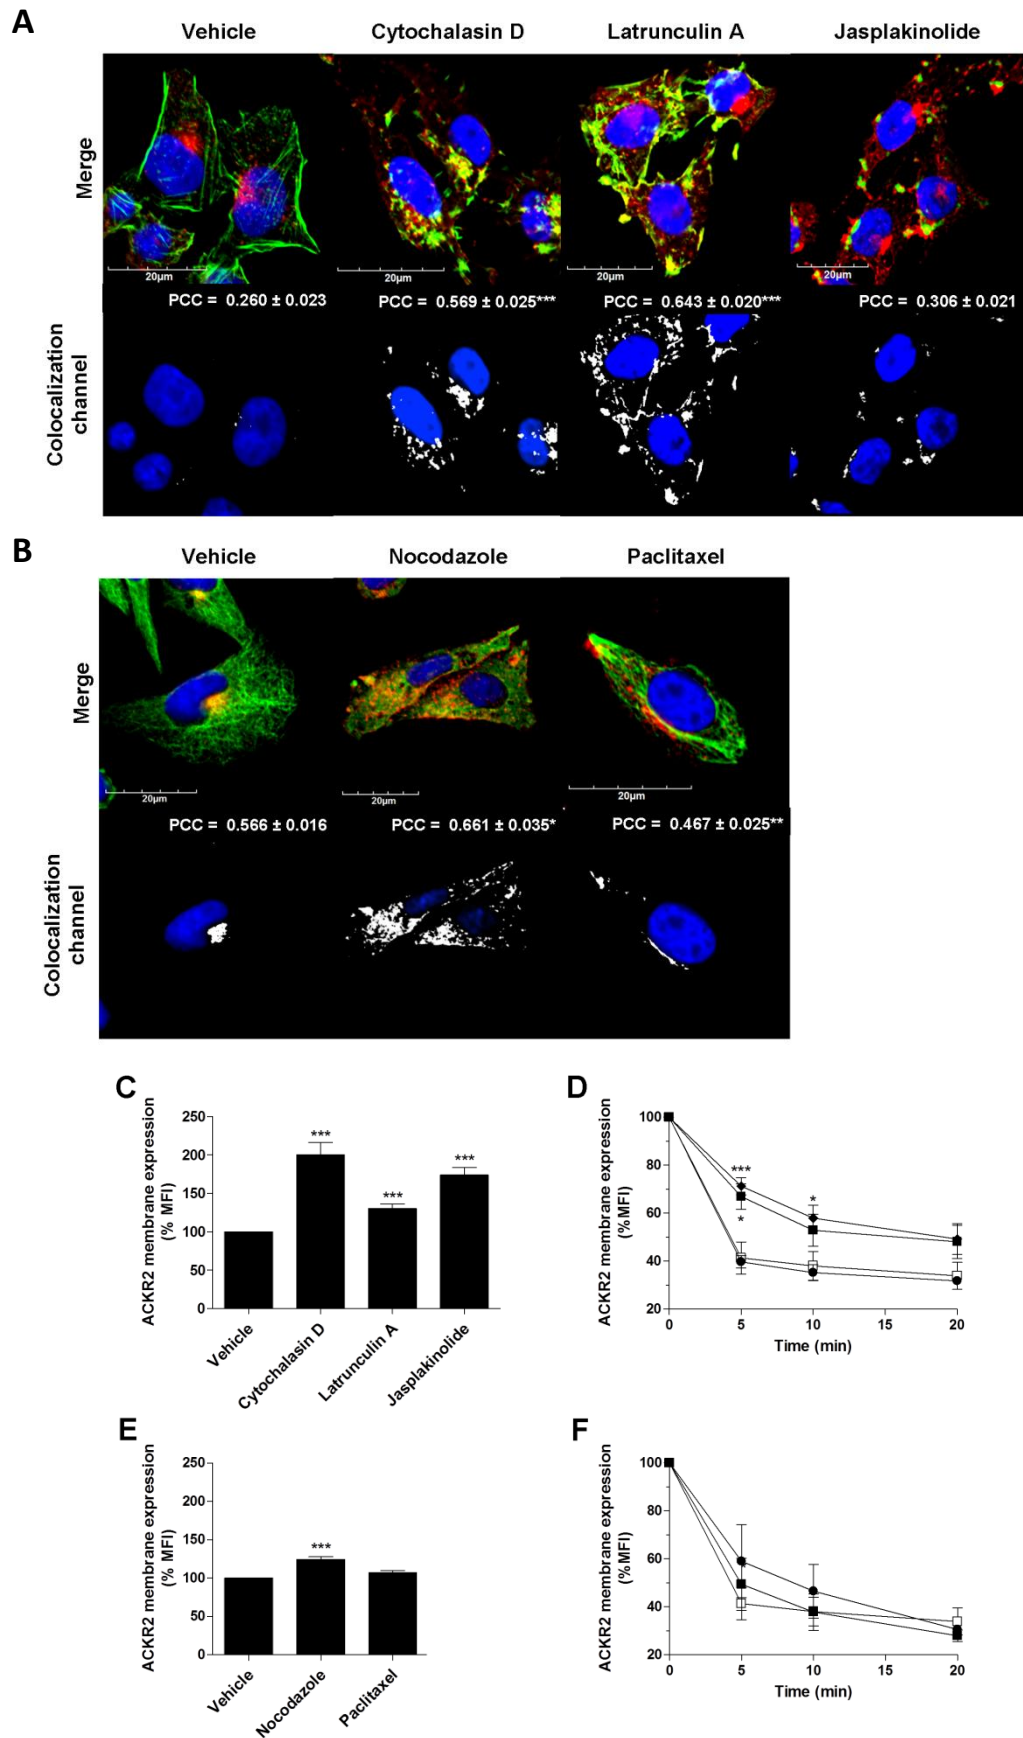 A
Vehicle Cytochalasin D Latrunculin A Jasplakinolide
Merge
20µm 20µm 20µm 20µm
PCC = 0.260 ± 0.023 PCC = 0.569 ± 0.025*** PCC = 0.643 ± 0.020*** PCC = 0.306 ± 0.021
Colocalization
channel
B
Vehicle Nocodazole Paclitaxel
Merge
20µm 20µm 20µm
PCC = 0.566 ± 0.016 PCC = 0.661 ± 0.035* PCC = 0.467 ± 0.025**
Colocalization
channel
C
ACKR2 membrane expression
(% MFI)
250
200
150
100
50
0
*** *** ***
Vehicle
Cytochalasin D
Latrunculin A
Jasplakinolide
D
ACKR2 membrane expression
(%MFI)
100
80
60
40
20
***
*
*
0 5 10 15 20
Time (min)
E
ACKR2 membrane expression
(% MFI)
250
200
150
100
50
0
***
Vehicle
Nocodazole
Paclitaxel
F
ACKR2 membrane expression
(%MFI)
100
80
60
40
20
0 5 10 15 20
Time (min)